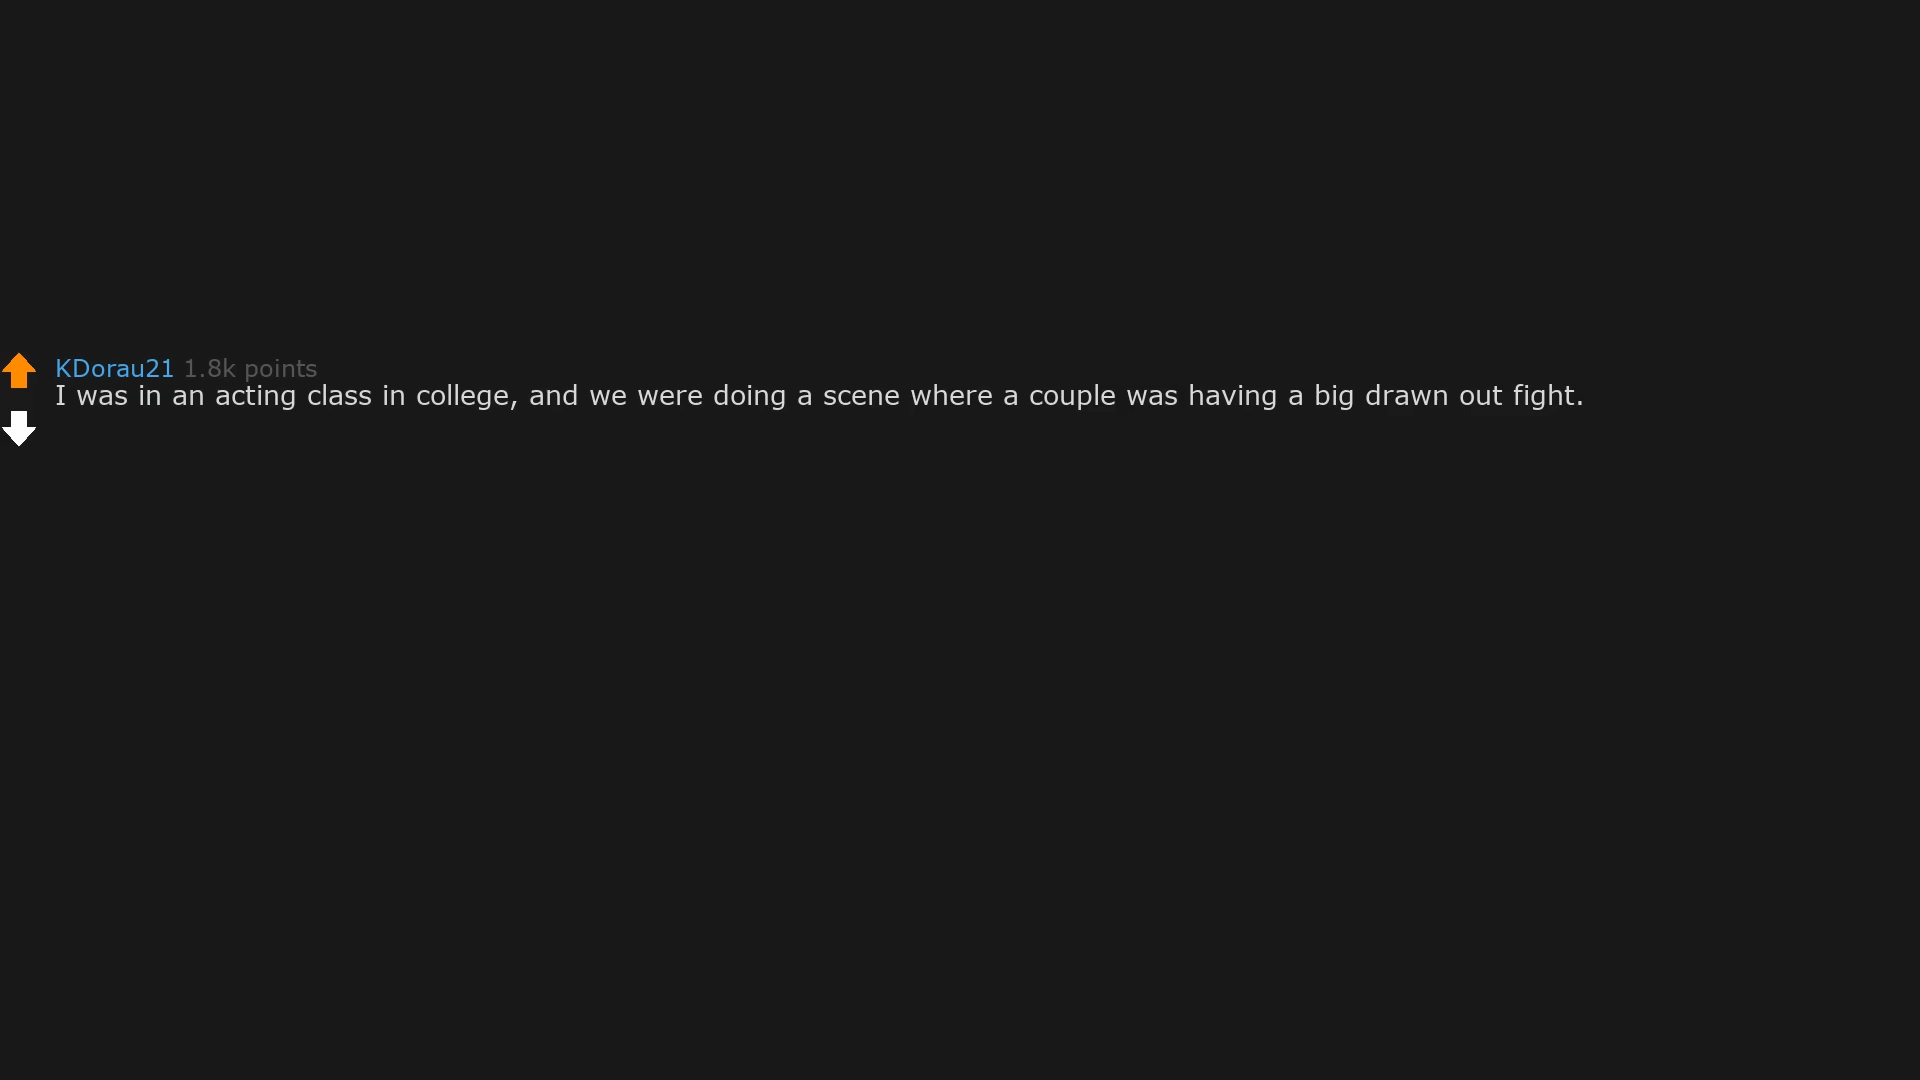 KDorau21 1.8k points
I was in an acting class in college, and we were doing a scene where a couple was having a big drawn out fight.